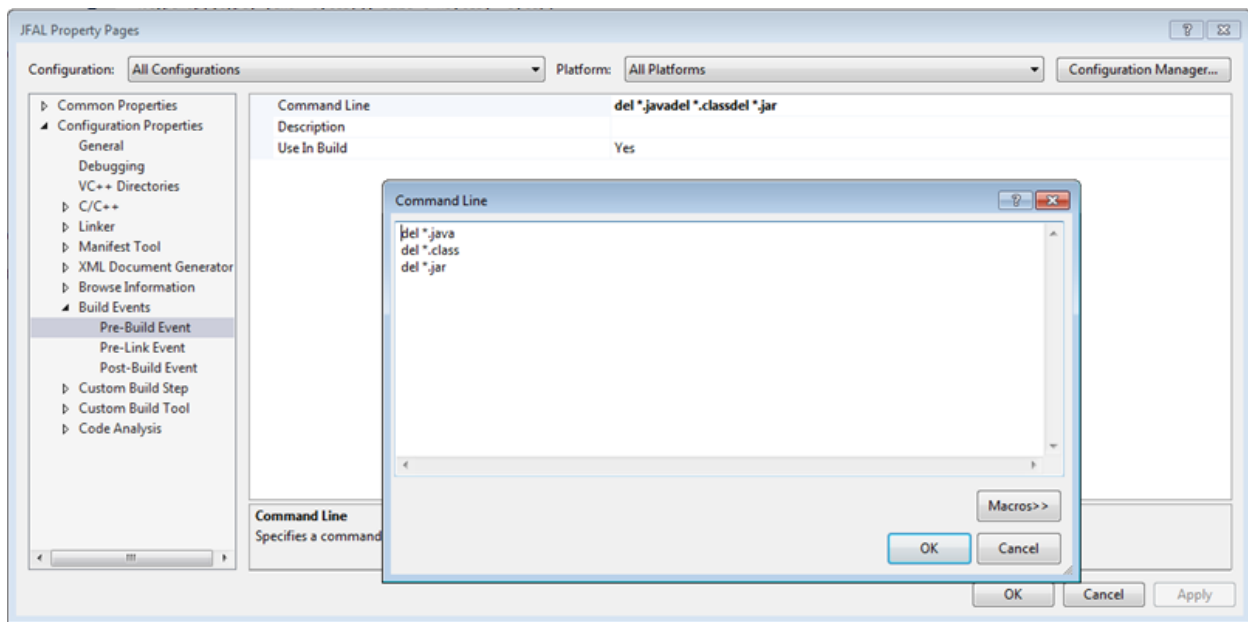 JFAL Property Pages
Configuration: All Configurations Platform: All Platforms Configuration Manager...
Common Properties
Configuration Properties
General
Debugging
VC++ Directories
C/C++
Linker
Manifest Tool
XML Document Generator
Browse Information
Build Events
Pre-Build Event
Pre-Link Event
Post-Build Event
Custom Build Step
Custom Build Tool
Code Analysis
Command Line del *.javadel *.classdel *.jar
Description
Use In Build Yes
Command Line
del *.java
del *.class
del *.jar
Macros>>
OK Cancel
Command Line
Specifies a command
OK Cancel Apply